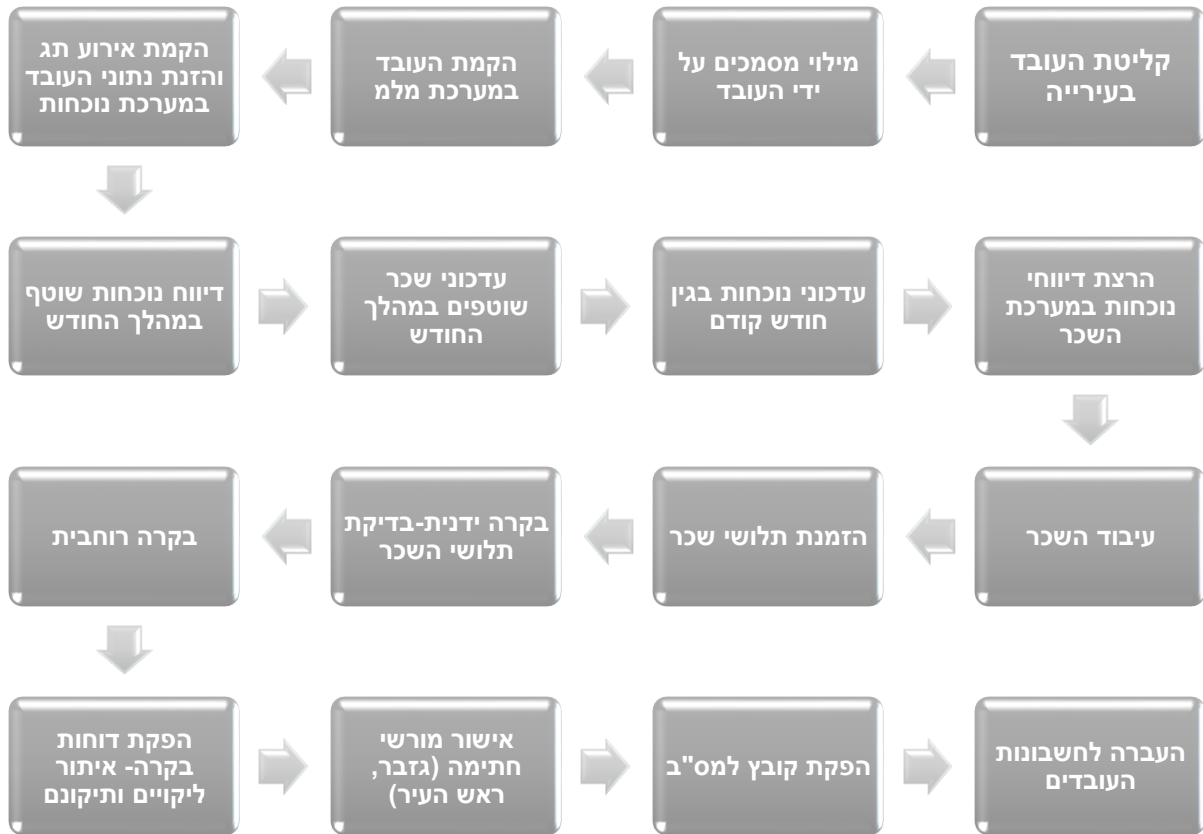 קליטת העובד
בעירייה
מילוי מסמכים על
ידי העובד
הקמת העובד
במערכת מלמ
הקמת אירוע תג
והזנת נתוני העובד
במערכת נוכחות
דיווח נוכחות שוטף
במהלך החודש
עדכוני שכר
שוטפים במהלך
החודש
עדכוני נוכחות בגין
חודש קודם
הרצת דיווחי
נוכחות במערכת
השכר
עיבוד השכר
הזמנת תלושי שכר
בקרה ידנית-בדיקת
תלושי השכר
בקרה רוחבית
הפקת דוחות
בקרה- איתור
ליקויים ותיקונם
אישור מורשי
חתימה (גזבר,
ראש העיר)
הפקת קובץ למס"ב
העברה לחשבונות
העובדים